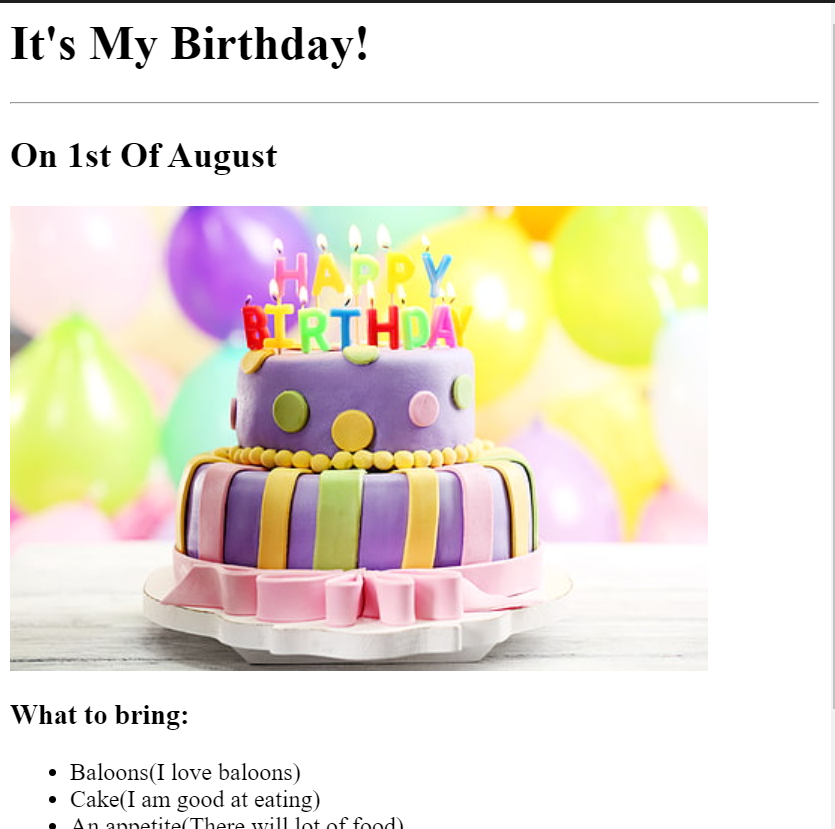 It's My Birthday!
On 1st Of August
HAPPY
BIRTHDAY
What to bring:
Baloons(I love baloons)
Cake(I am good at eating)
An appetite(There will lot of food)